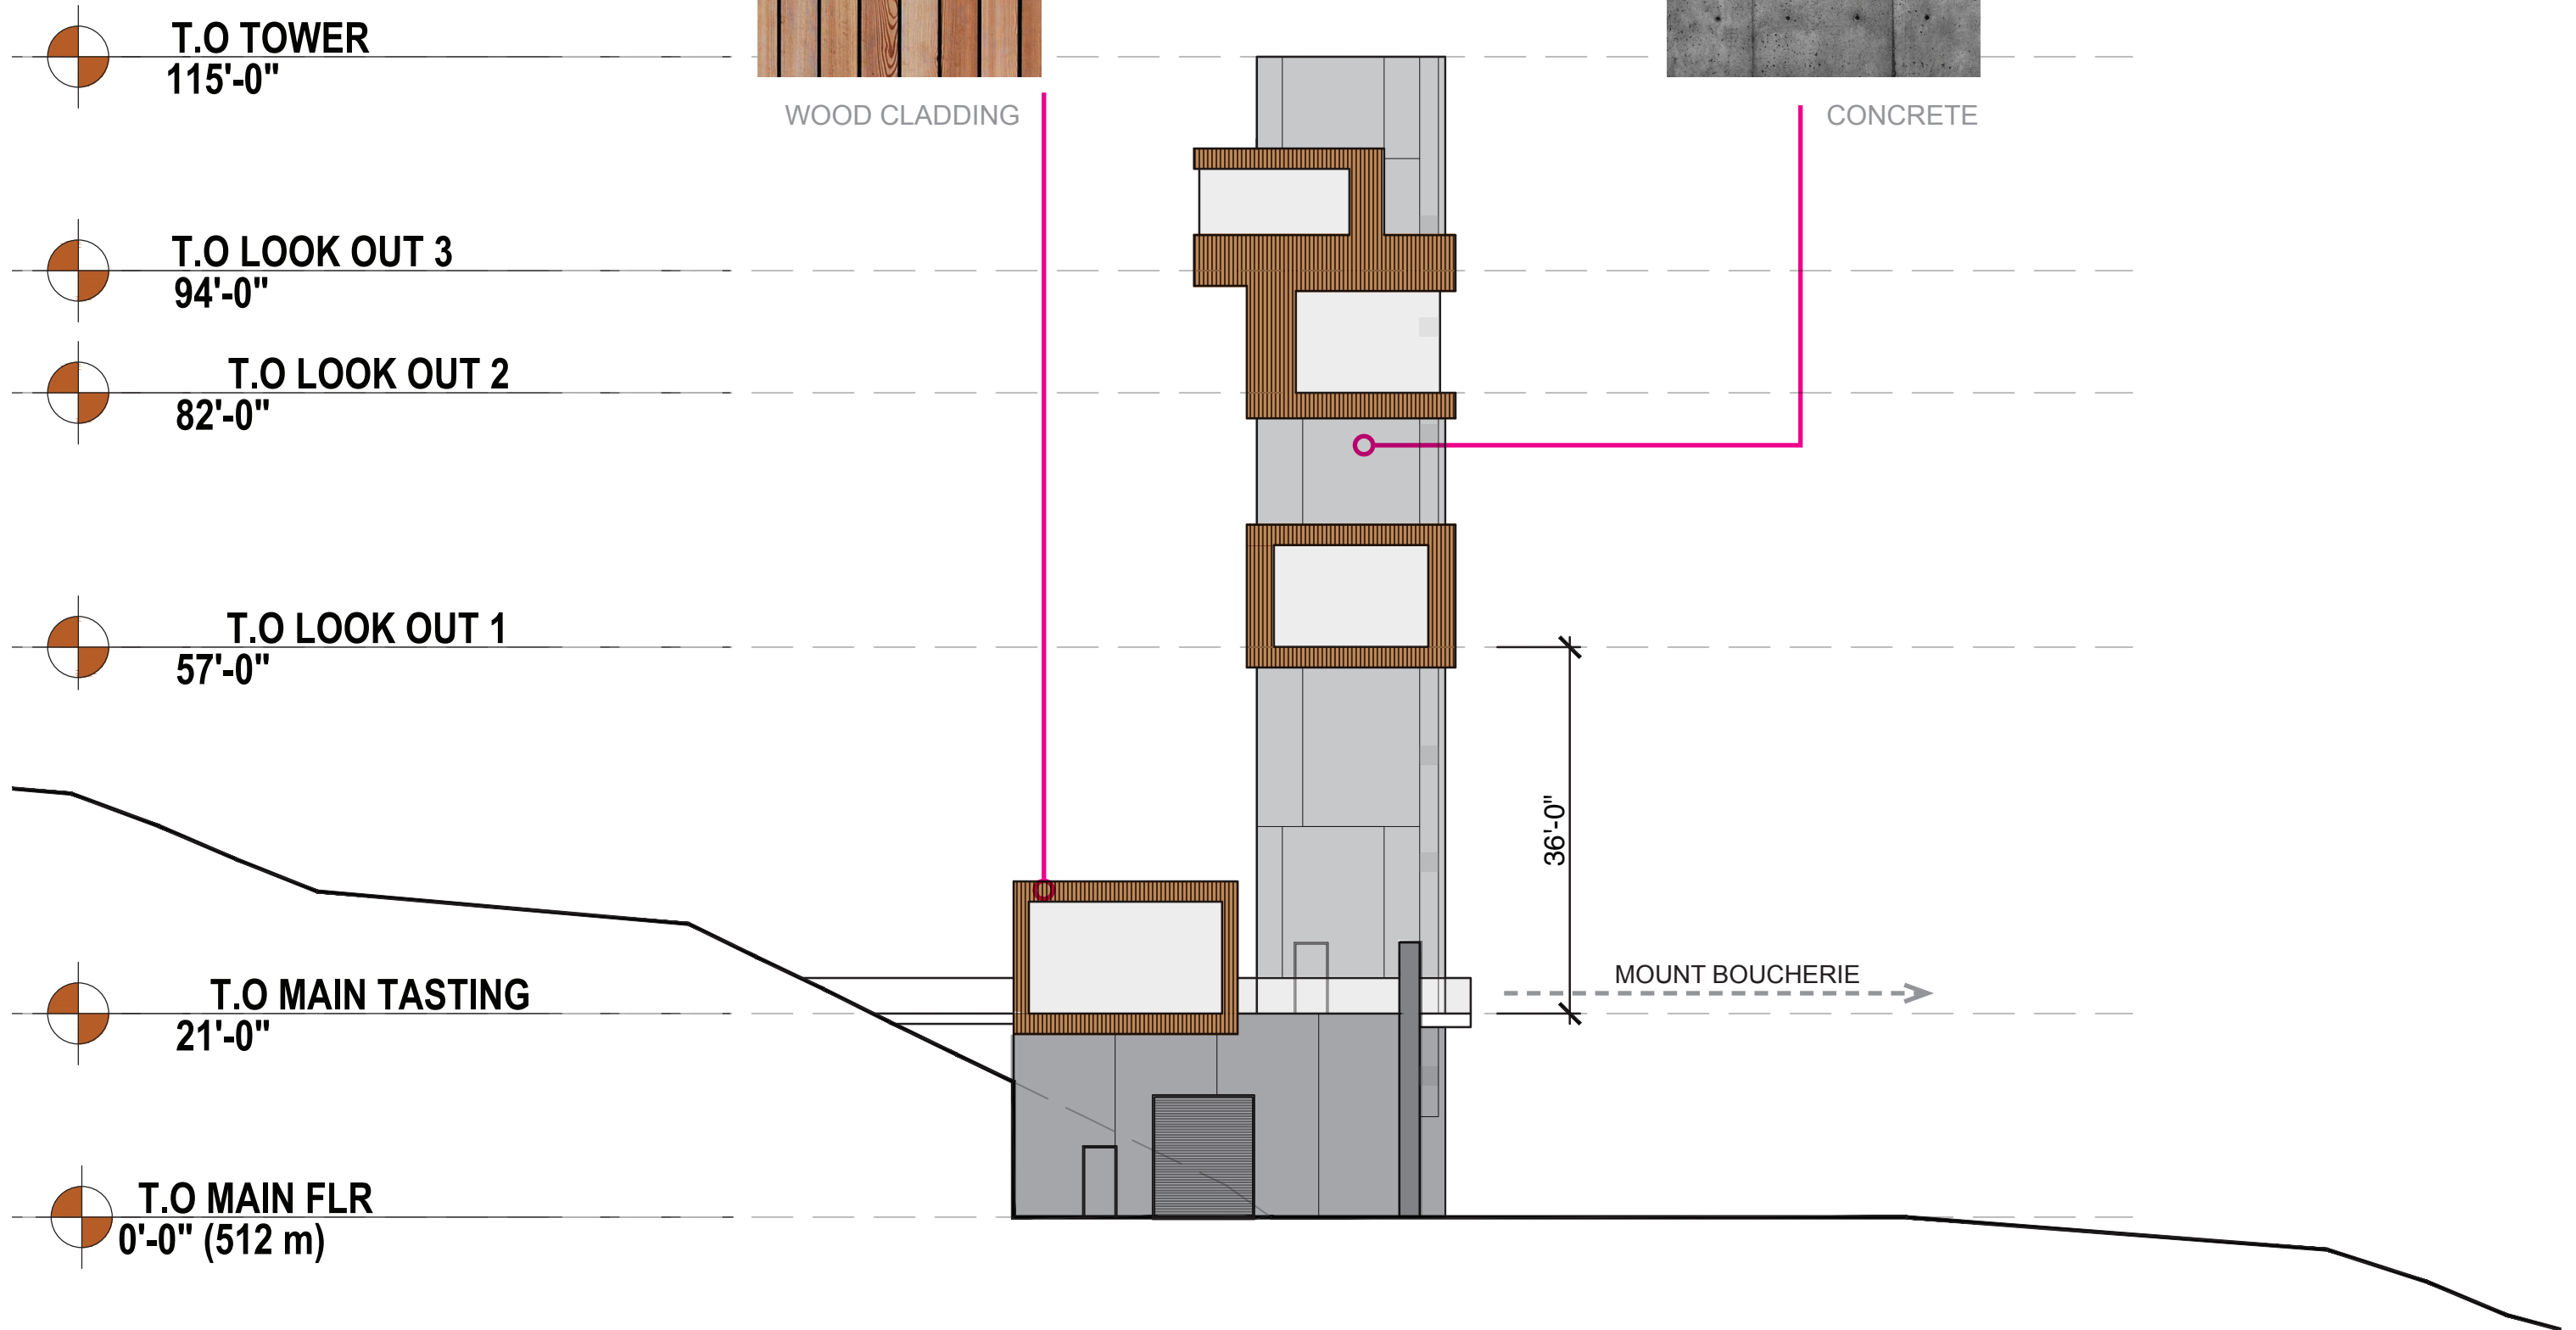 T.O TOWER
115'-0"
WOOD CLADDING
CONCRETE
T.O LOOK OUT 3
94'-0"
T.O LOOK OUT 2
82'-0"
T.O LOOK OUT 1
57'-0"
36'-0"
MOUNT BOUCHERIE
T.O MAIN TASTING
21'-0"
T.O MAIN FLR
0'-0" (512 m)